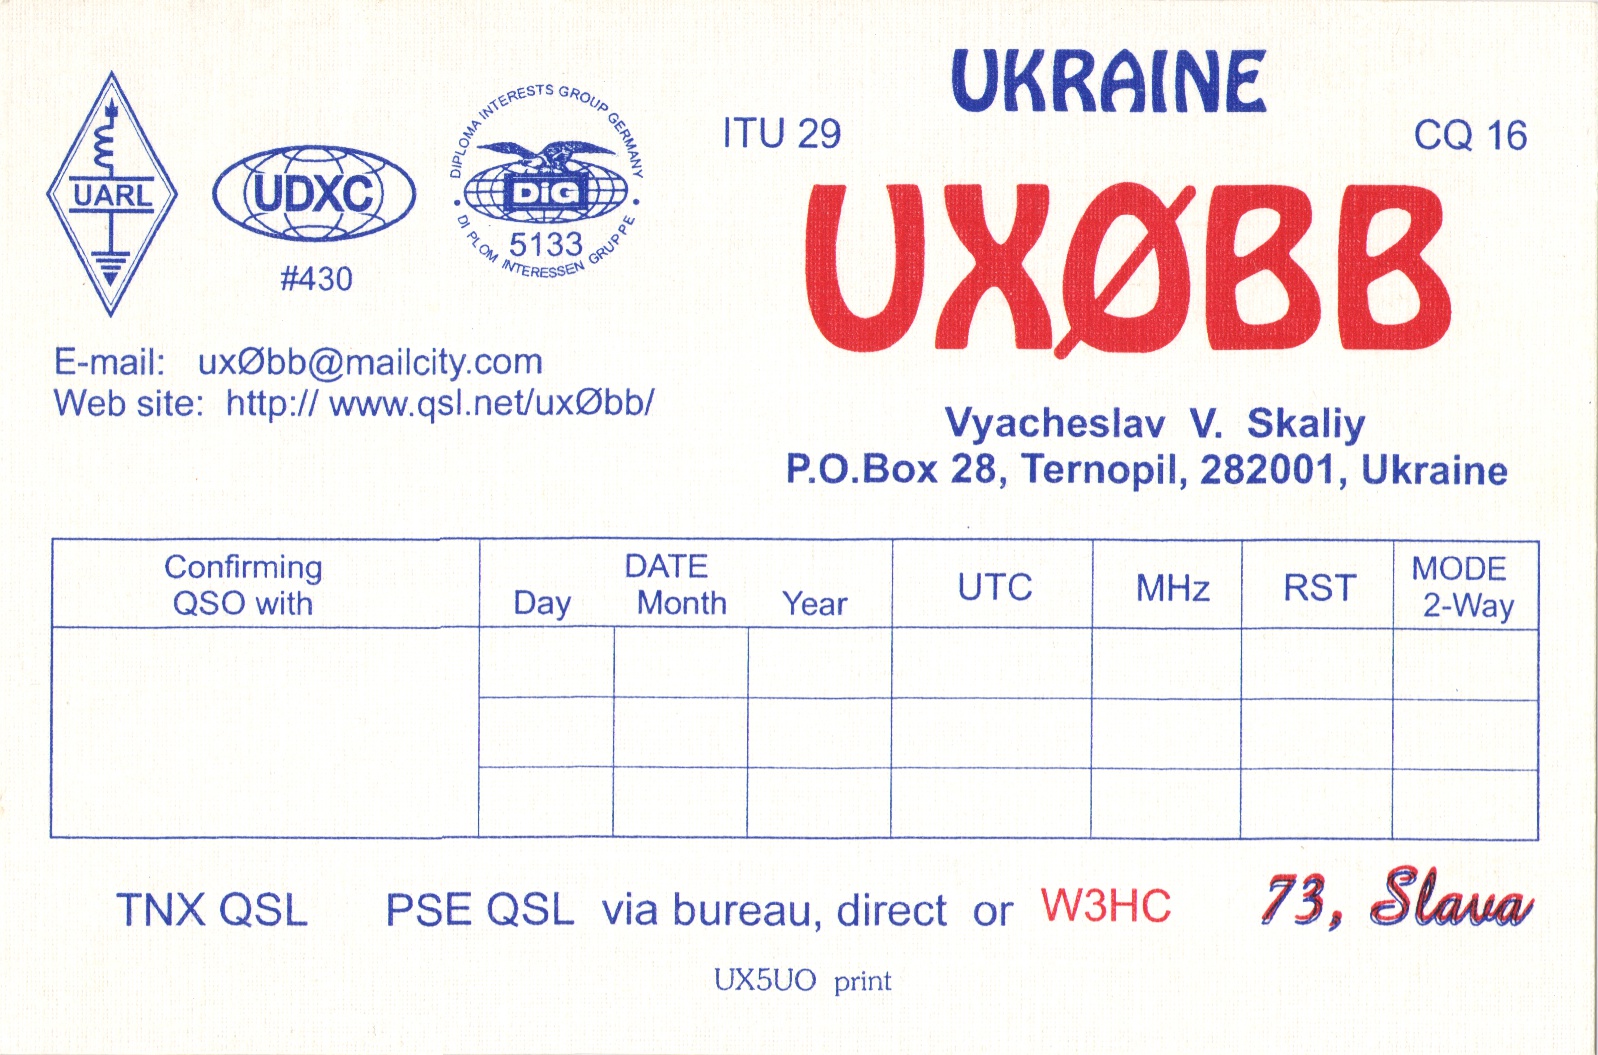 UKRAINE
ITU 29
CQ 16
UXØBB
UARL
UDXC
#430
DIPLOMA INTERESTS GROUP GERMANY
DiG
5133
DIPLOM INTERESSEN GRUPPE
E-mail: uxØbb@mailcity.com
Web site: http:// www.qsl.net/uxØbb/
Vyacheslav V. Skaliy
P.O.Box 28, Ternopil, 282001, Ukraine
Confirming
QSO with
DATE
Day Month Year
UTC
MHz
RST
MODE
2-Way
TNX QSL PSE QSL via bureau, direct or W3HC 73, Slava
UX5UO print